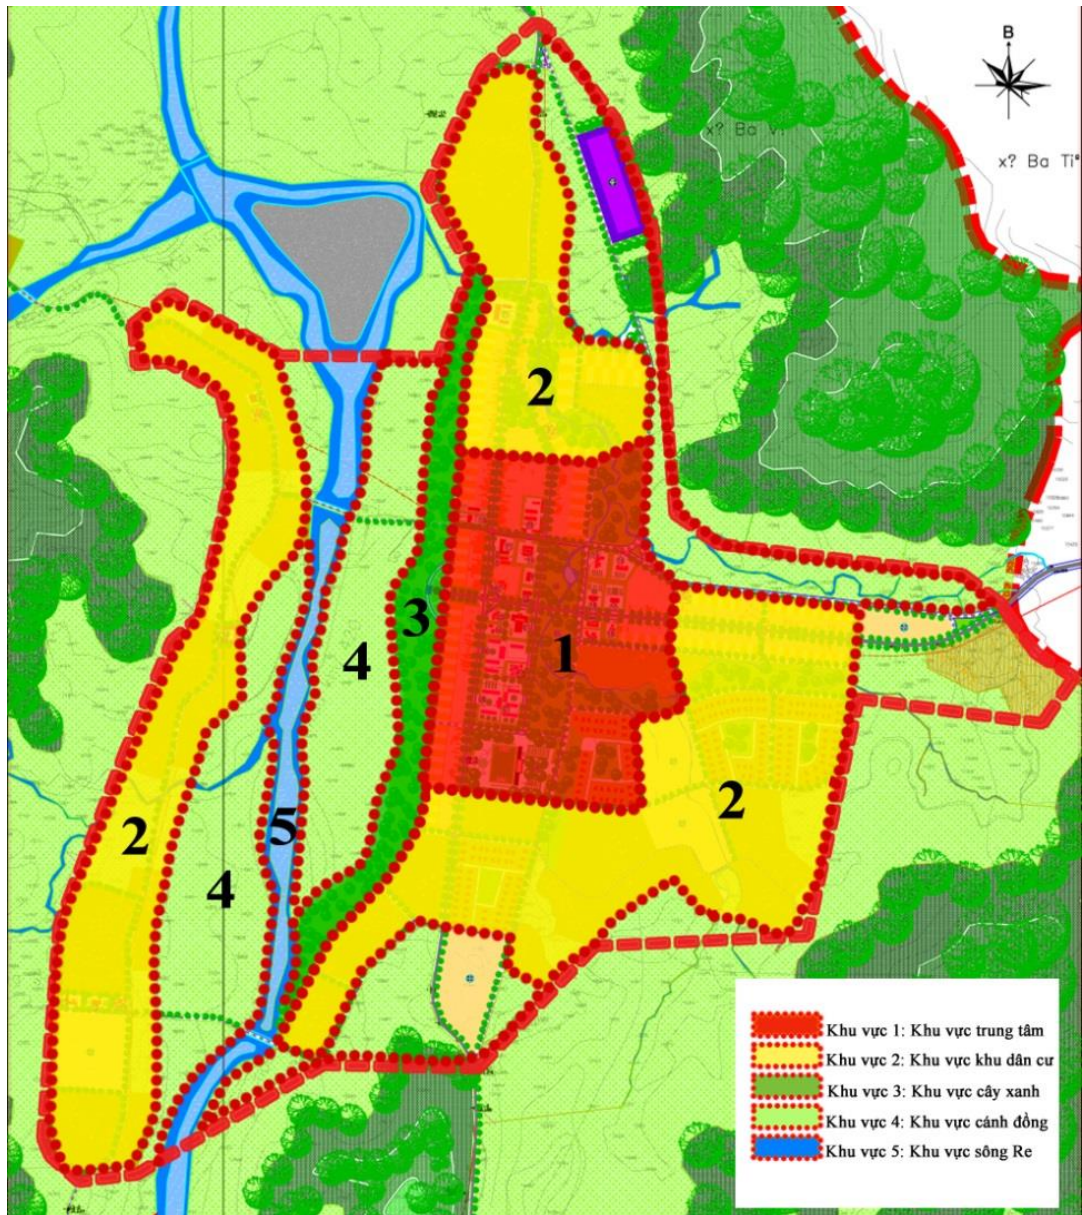 B
x? Ba Vì
x? Ba Ti
2
3
1
4
2
2
5
4
Khu vực 1: Khu vực trung tâm
Khu vực 2: Khu vực khu dân cư
Khu vực 3: Khu vực cây xanh
Khu vực 4: Khu vực cánh đồng
Khu vực 5: Khu vực sông Re